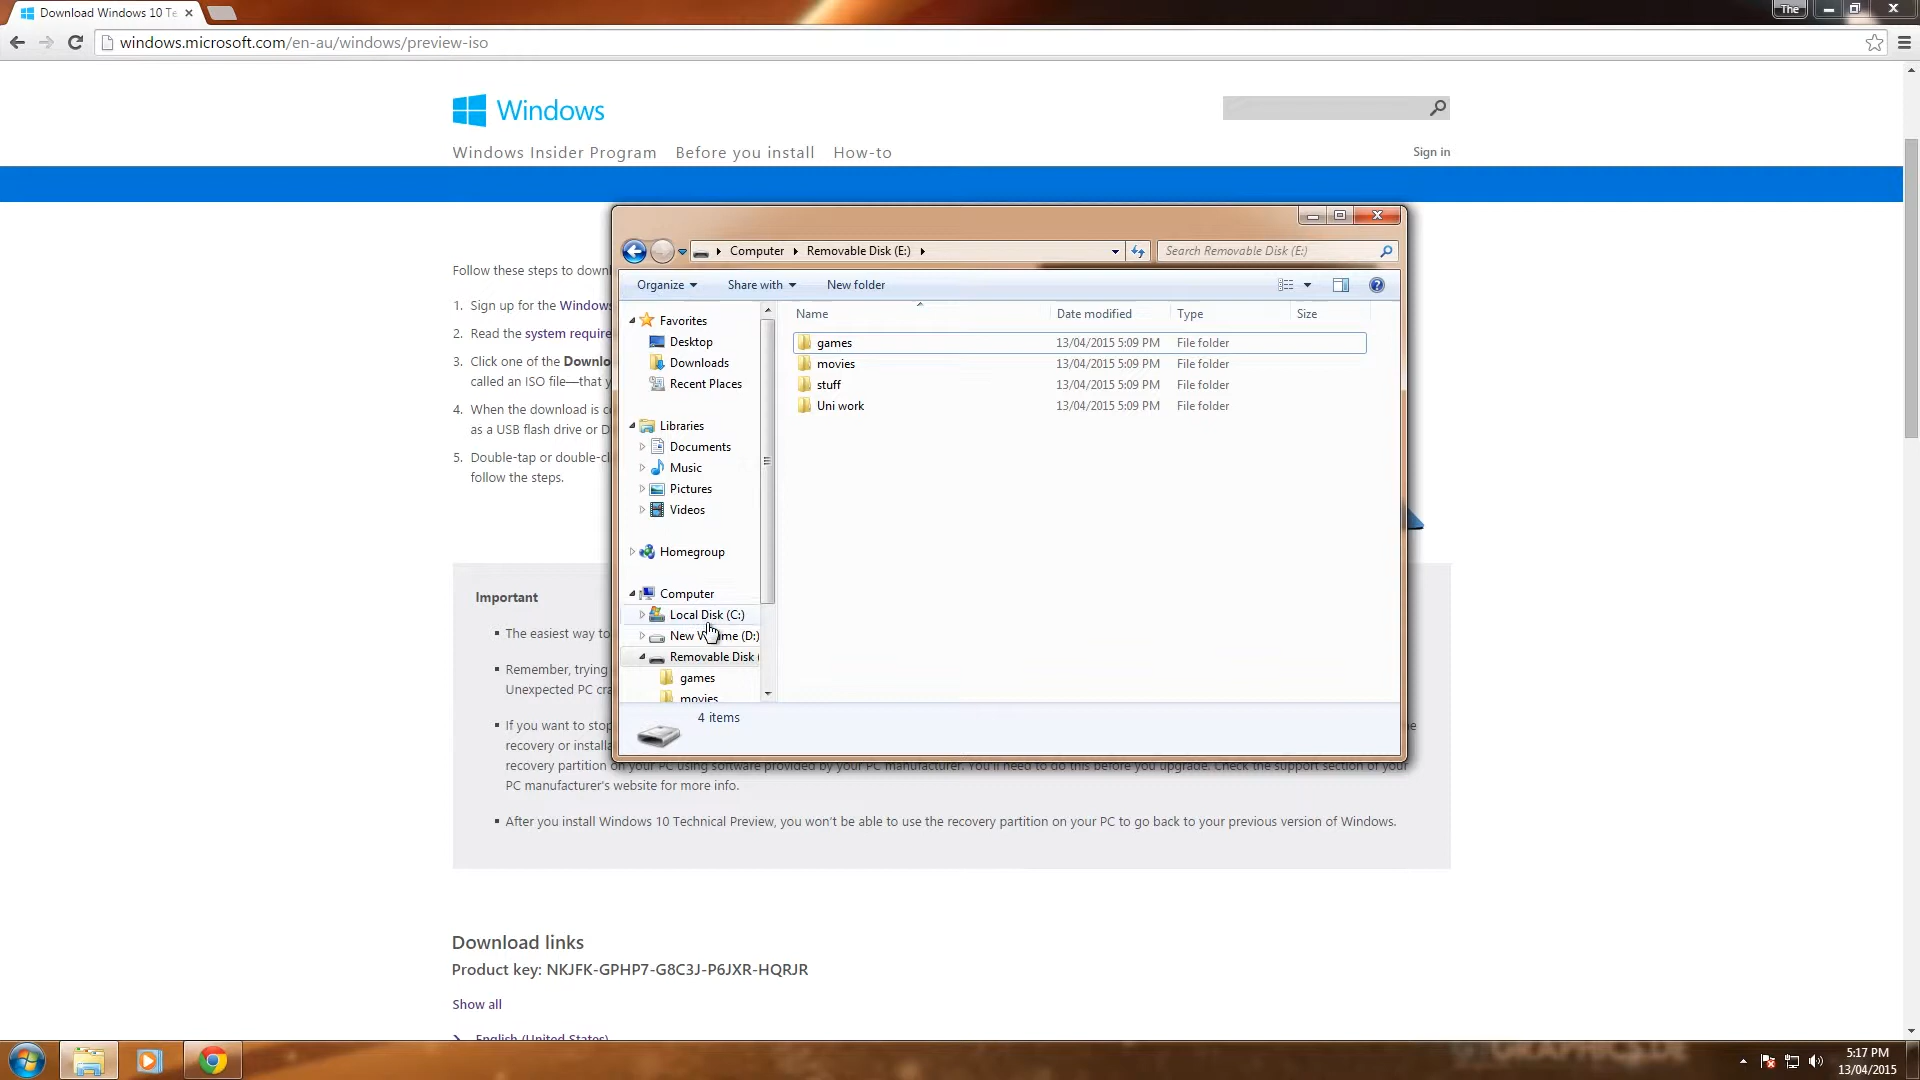 Download Windows 10 Te
The
windows.microsoft.com/en-au/windows/preview-iso
Windows
Windows Insider Program Before you install How-to
Sign in
Follow these steps to downl
1. Sign up for the Windows
2. Read the system require
3. Click one of the Downlo
called an ISO file—that y
4. When the download is c
as a USB flash drive or D
5. Double-tap or double-cl
follow the steps.
Computer Removable Disk (E:)
Search Removable Disk (E:)
Organize Share with New folder
Favorites
Desktop
Downloads
Recent Places
Libraries
Documents
Music
Pictures
Videos
Homegroup
Computer
Local Disk (C:)
New Volume (D:)
Removable Disk (
games
movies
Name Date modified Type Size
games 13/04/2015 5:09 PM File folder
movies 13/04/2015 5:09 PM File folder
stuff 13/04/2015 5:09 PM File folder
Uni work 13/04/2015 5:09 PM File folder
4 items
Important
The easiest way to
Remember, trying
Unexpected PC cra
If you want to stop
recovery or installa
recovery partition on your PC using software provided by your PC manufacturer. You'll need to do this before you upgrade. Check the support section of your
PC manufacturer's website for more info.
After you install Windows 10 Technical Preview, you won't be able to use the recovery partition on your PC to go back to your previous version of Windows.
Download links
Product key: NKJFK-GPHP7-G8C3J-P6JXR-HQRJR
Show all
English (United States)
5:17 PM
13/04/2015